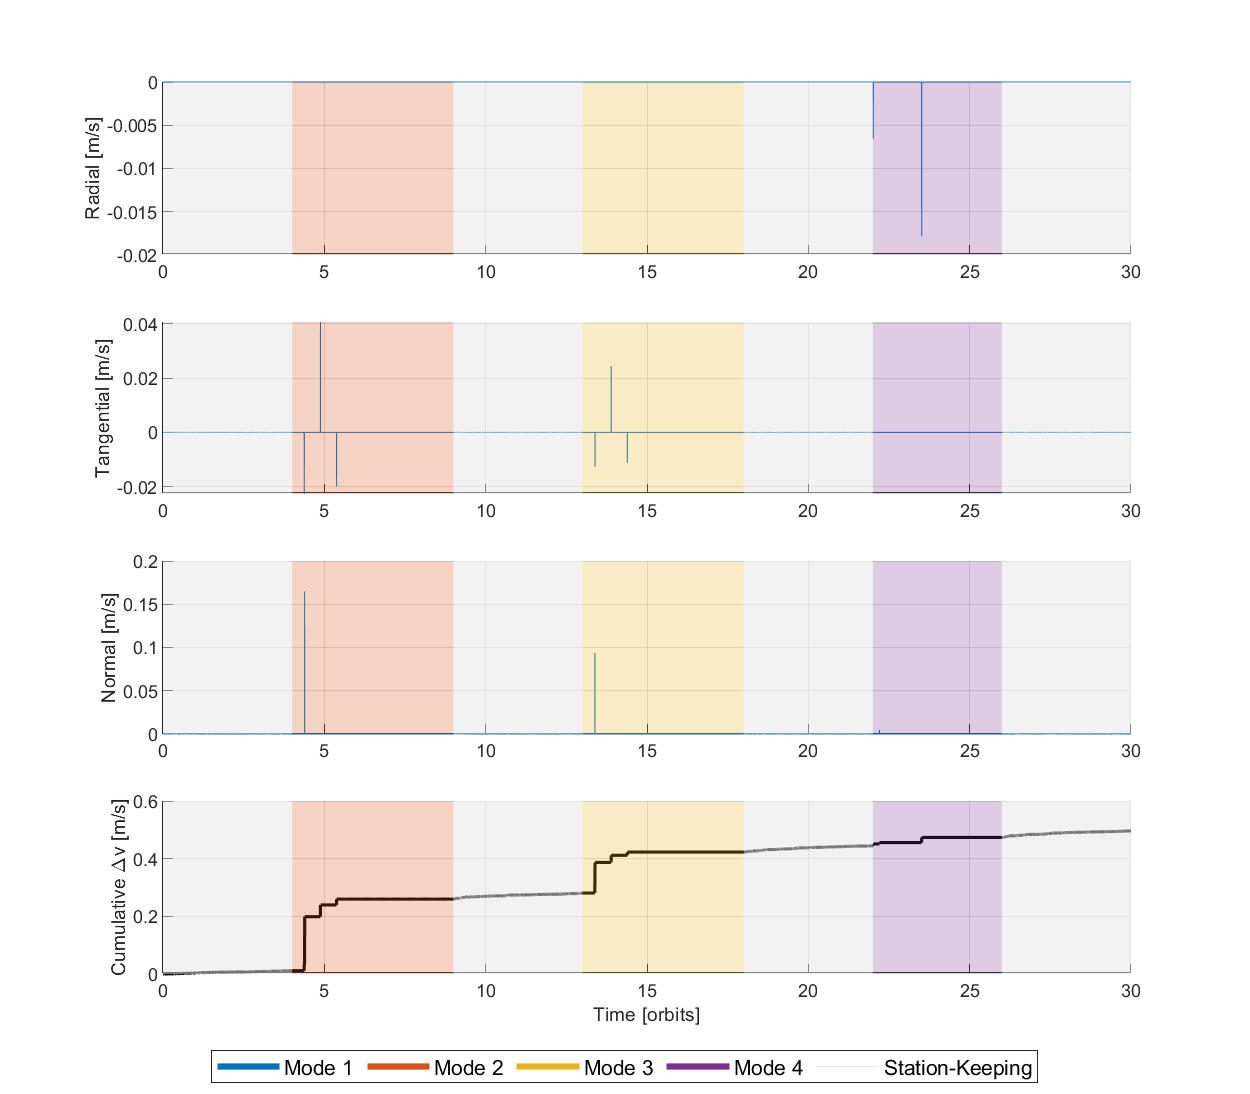 0
-0.005
-0.01
-0.015
-0.02
Radial [m/s]
0 5 10 15 20 25 30
0.04
0.02
0
-0.02
Tangential [m/s]
0 5 10 15 20 25 30
0.2
0.15
0.1
0.05
0
Normal [m/s]
0 5 10 15 20 25 30
0.6
0.4
0.2
0
Cumulative Δv [m/s]
0 5 10 15 20 25 30
Time [orbits]
Mode 1 Mode 2 Mode 3 Mode 4 Station-Keeping